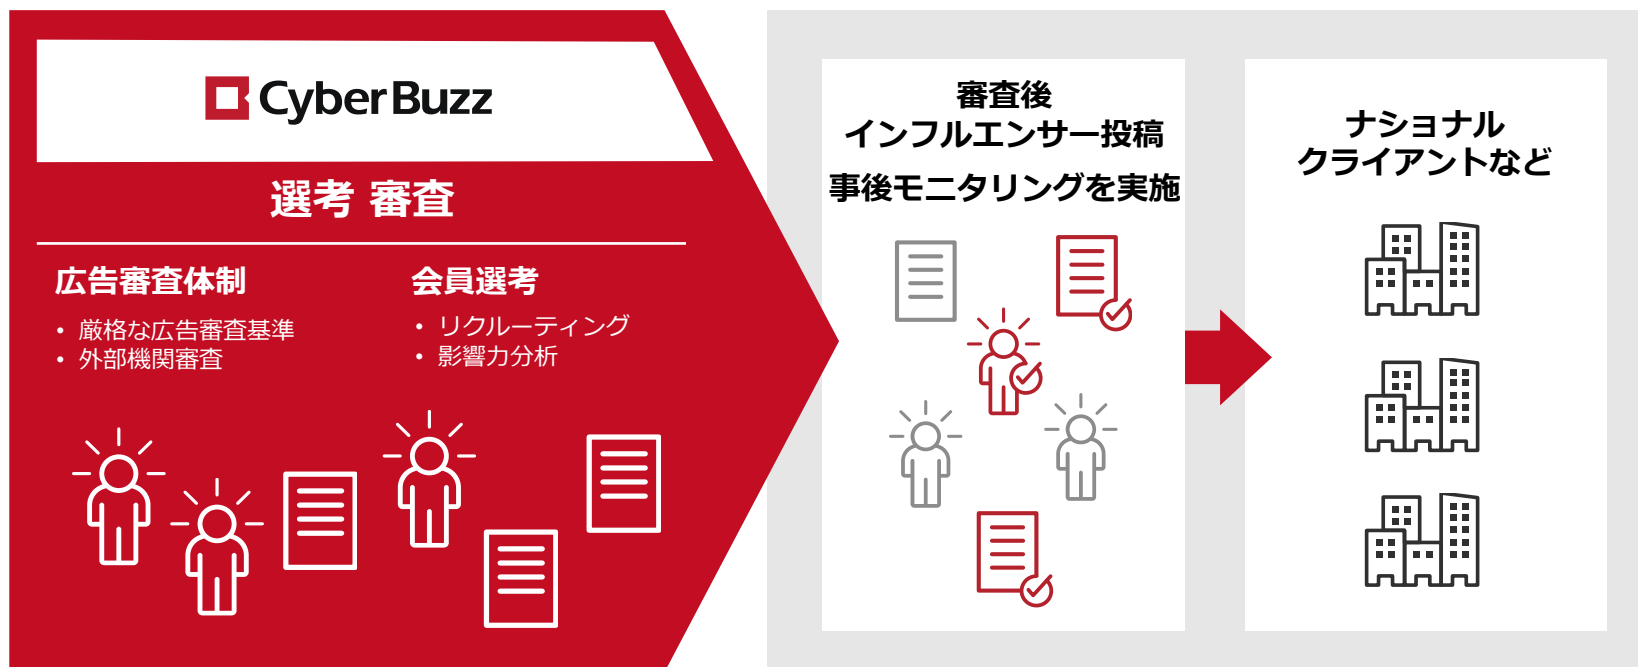 CyberBuzz
選考 審査
広告審査体制
• 厳格な広告審査基準
• 外部機関審査
会員選考
• リクルーティング
• 影響力分析
審査後
インフルエンサー投稿
事後モニタリングを実施
ナショナル
クライアントなど